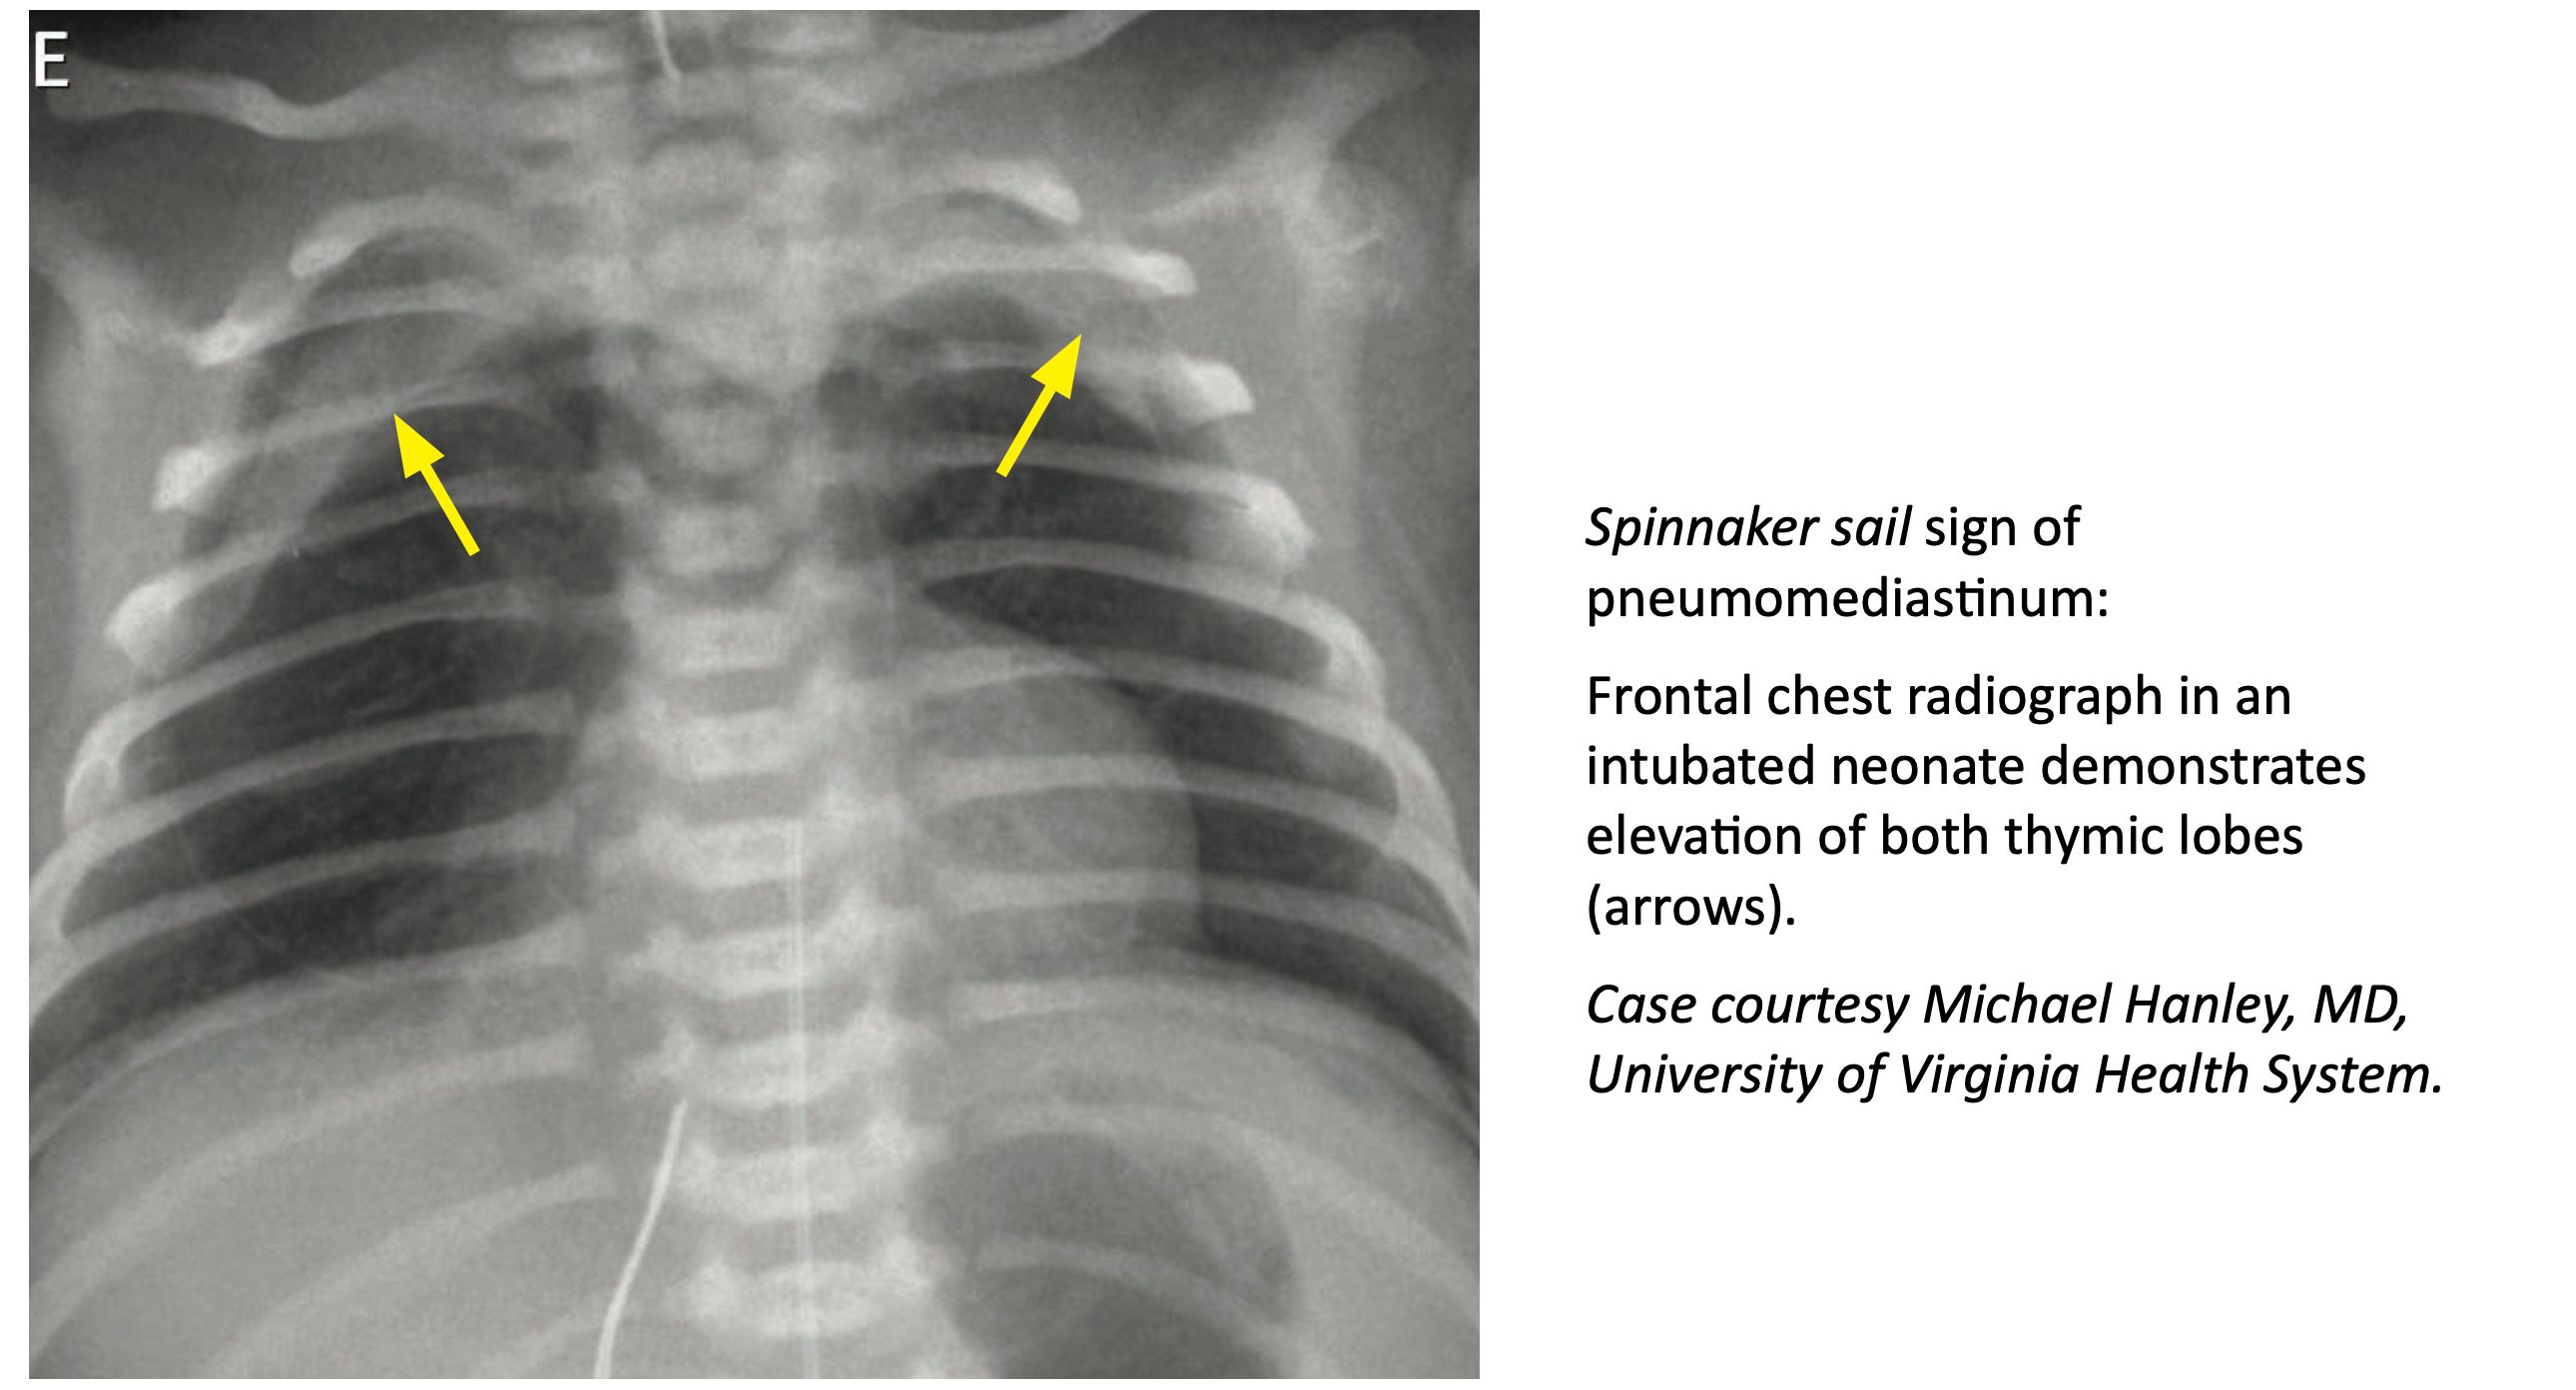 E
Spinnaker sail sign of
pneumomediastinum:
Frontal chest radiograph in an
intubated neonate demonstrates
elevation of both thymic lobes
(arrows).
Case courtesy Michael Hanley, MD,
University of Virginia Health System.